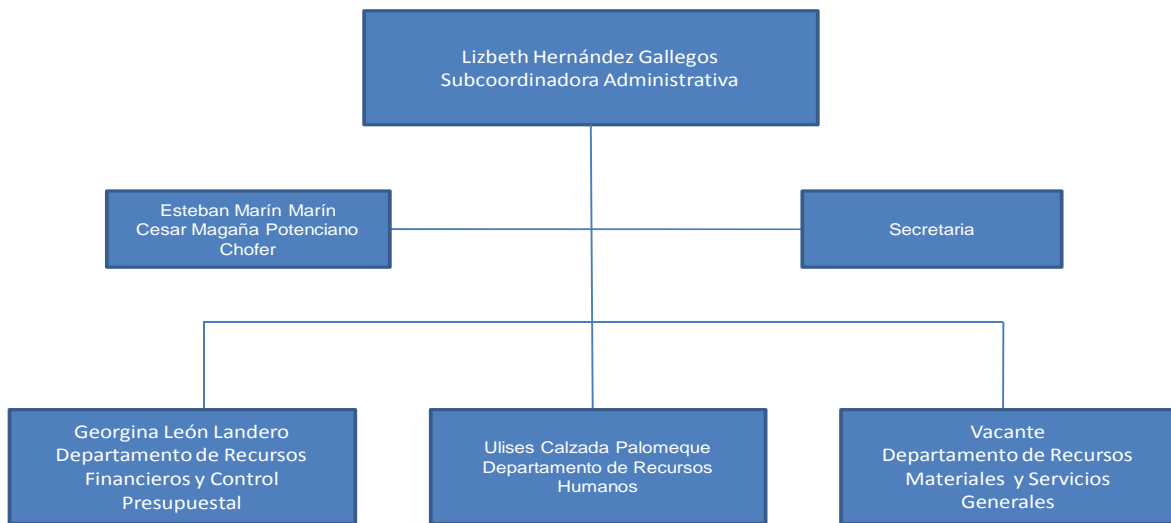 Lizbeth Hernández Gallegos
Subcoordinadora Administrativa
Esteban Marín Marín
Cesar Magaña Potenciano
Chofer
Secretaria
Georgina León Landero
Departamento de Recursos
Financieros y Control
Presupuestal
Ulises Calzada Palomeque
Departamento de Recursos
Humanos
Vacante
Departamento de Recursos
Materiales y Servicios
Generales